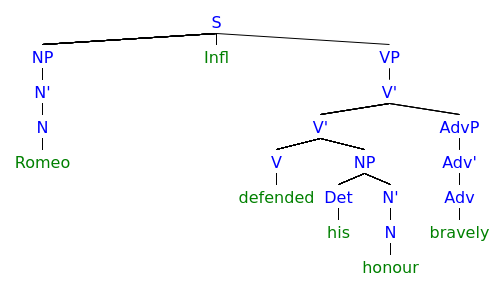 S
NP Infl VP
N' V'
N V' AdvP
Romeo V NP Adv'
defended Det N' Adv
his N bravely
honour